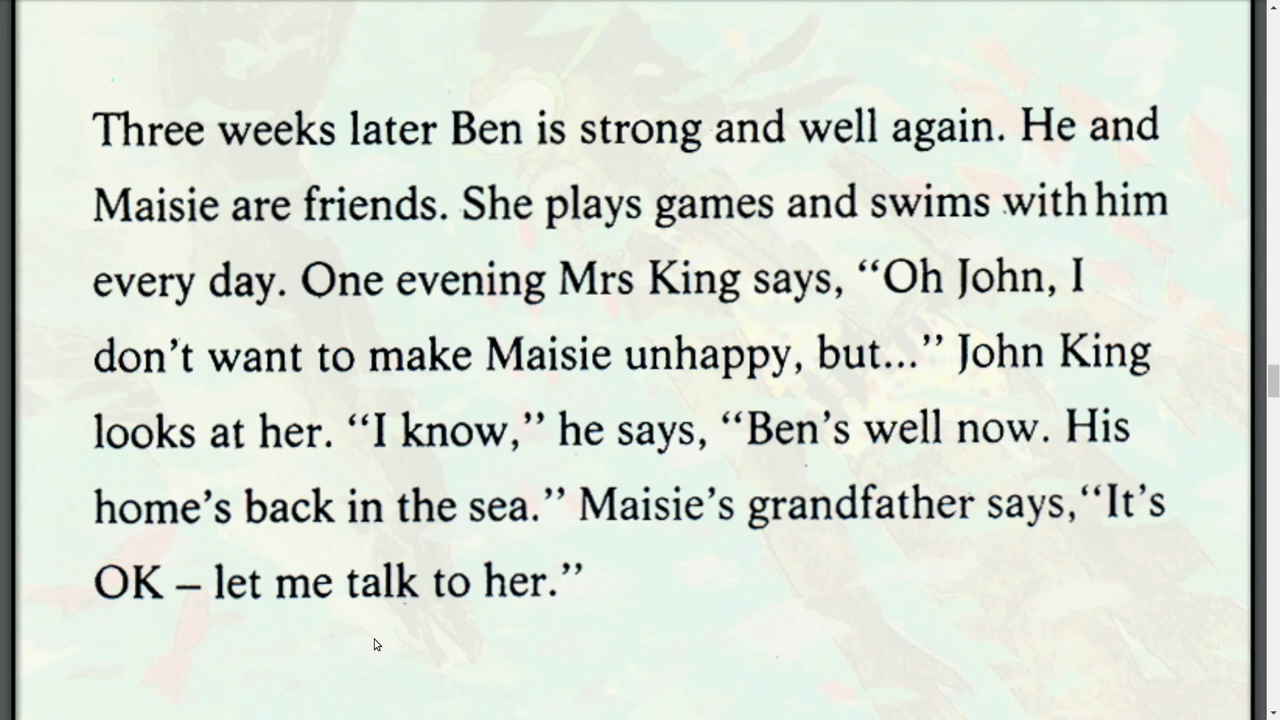 Three weeks later Ben is strong and well again. He and
Maisie are friends. She plays games and swims with him
every day. One evening Mrs King says, “Oh John, I
don’t want to make Maisie unhappy, but...” John King
looks at her. “I know,” he says, “Ben’s well now. His
home’s back in the sea.” Maisie’s grandfather says,“It’s
OK – let me talk to her.”